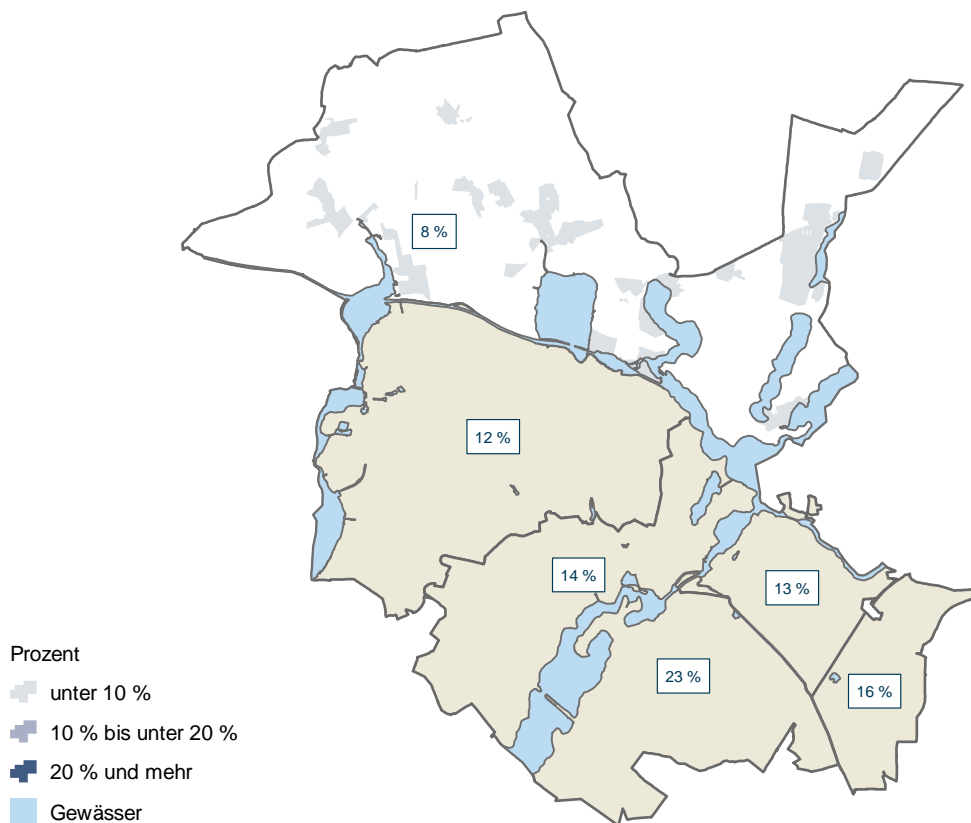 8 %
12 %
14 %
13 %
23 %
16 %
Prozent
unter 10 %
10 % bis unter 20 %
20 % und mehr
Gewässer